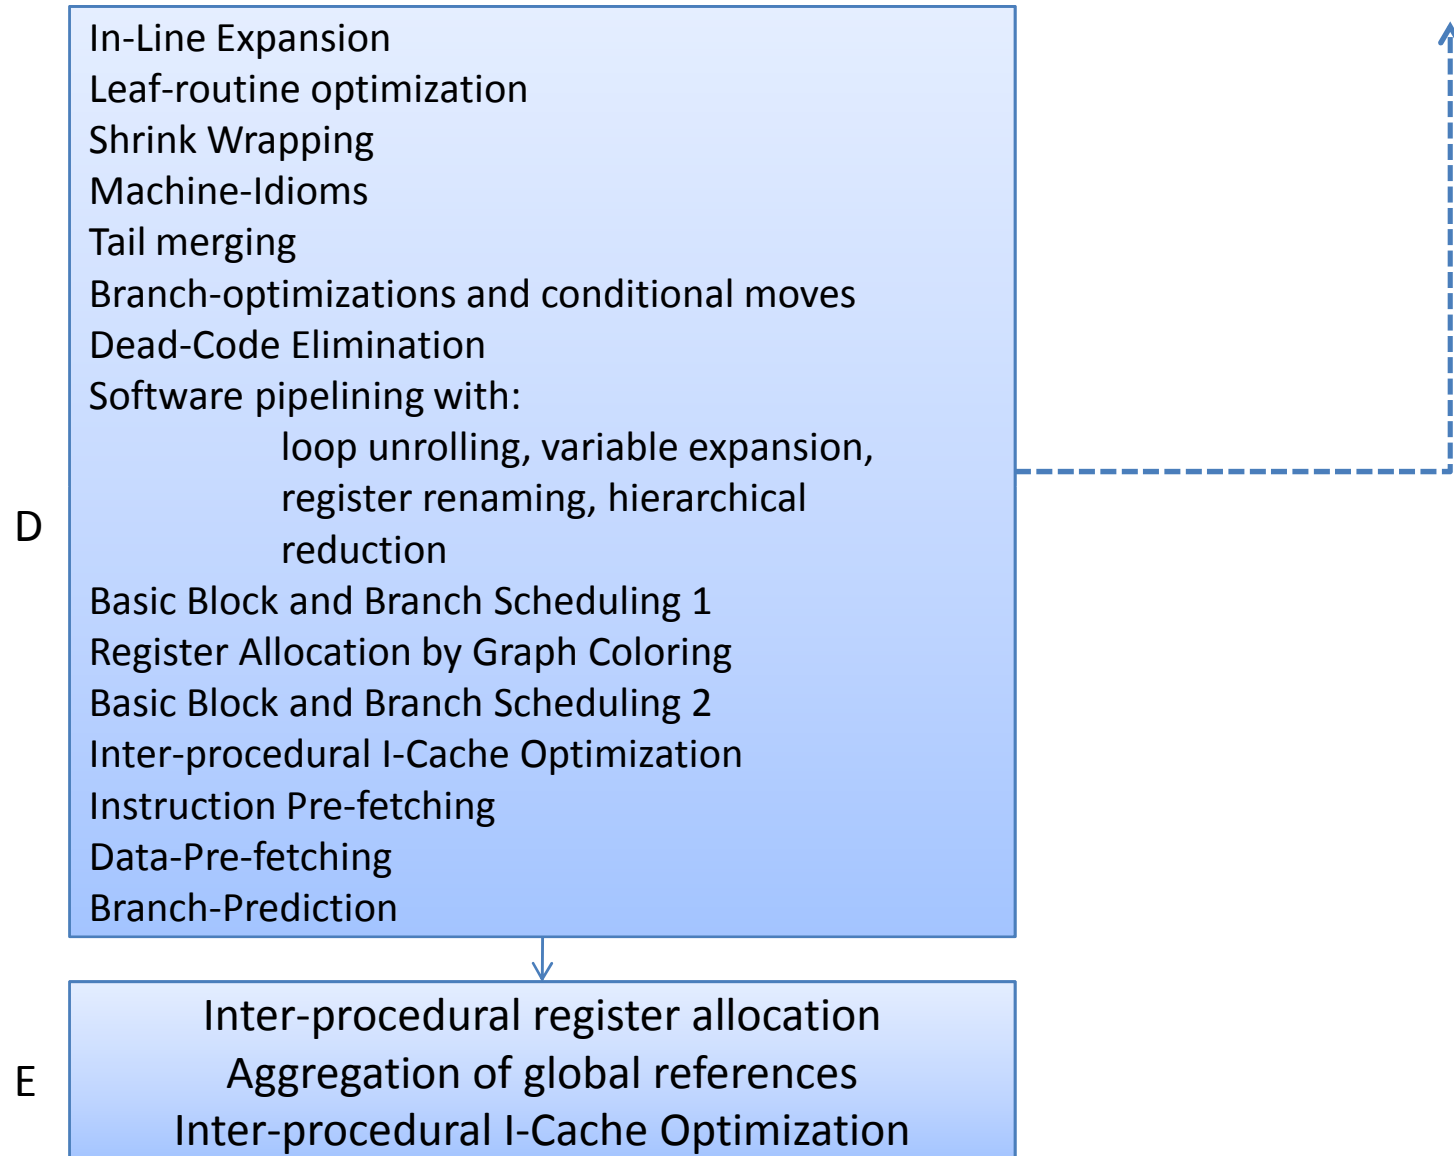 In-Line Expansion
Leaf-routine optimization
Shrink Wrapping
Machine-Idioms
Tail merging
Branch-optimizations and conditional moves
Dead-Code Elimination
Software pipelining with:
loop unrolling, variable expansion,
register renaming, hierarchical
reduction
D
Basic Block and Branch Scheduling 1
Register Allocation by Graph Coloring
Basic Block and Branch Scheduling 2
Inter-procedural I-Cache Optimization
Instruction Pre-fetching
Data-Pre-fetching
Branch-Prediction
Inter-procedural register allocation
Aggregation of global references
E
Inter-procedural I-Cache Optimization